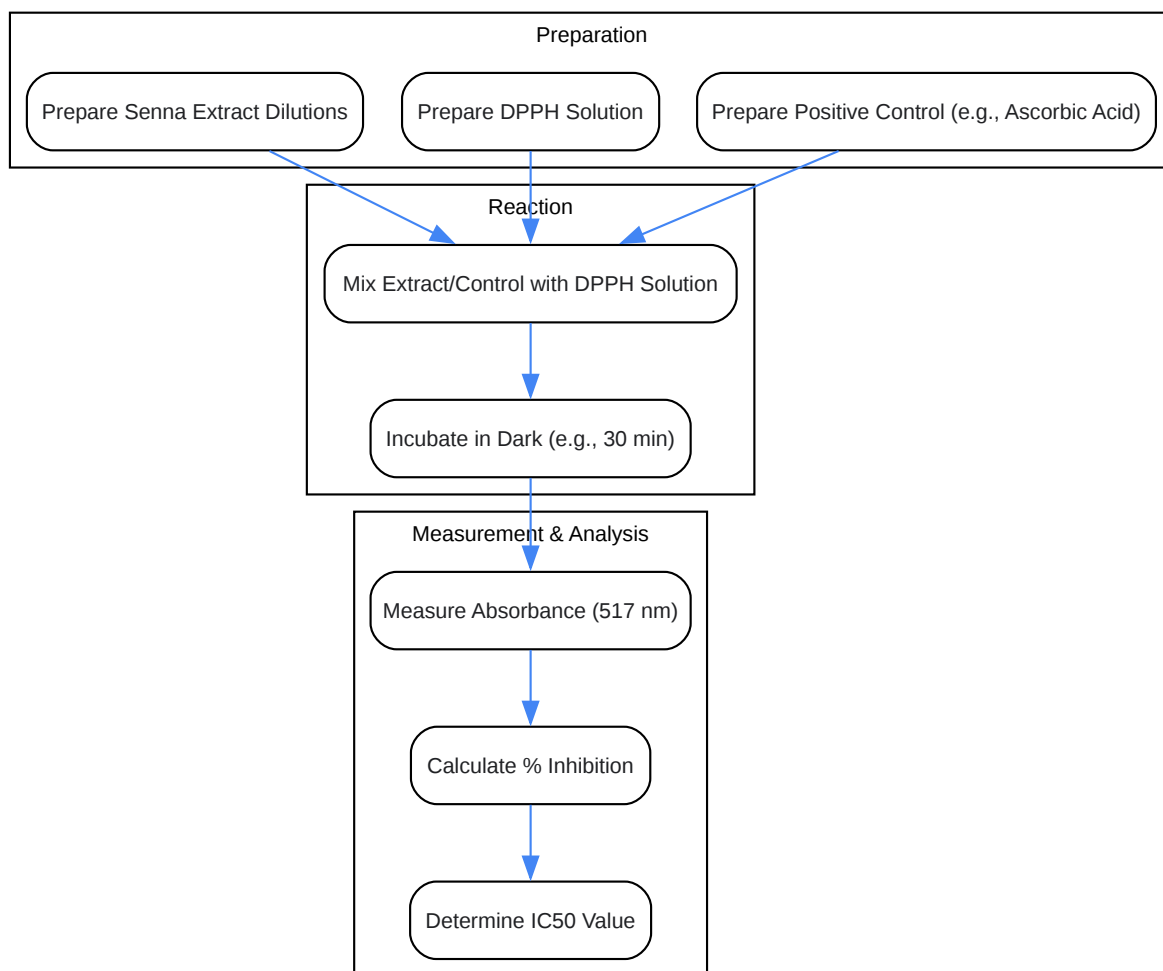 Preparation
Prepare Senna Extract Dilutions
Prepare DPPH Solution
Prepare Positive Control (e.g., Ascorbic Acid)
Reaction
Mix Extract/Control with DPPH Solution
Incubate in Dark (e.g., 30 min)
Measurement & Analysis
Measure Absorbance (517 nm)
Calculate % Inhibition
Determine IC50 Value